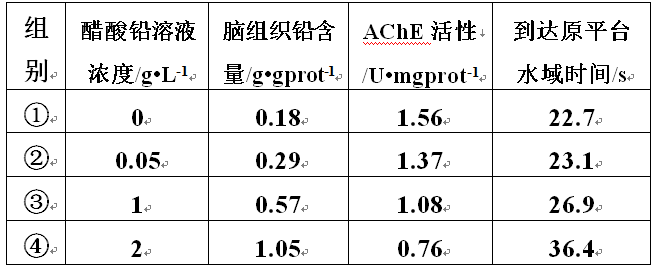 组别 醋酸铅溶液浓度/g•L-1 脑组织铅含量/g•gprot-1 AChE 活性/U•mgprot-1 到达原平台水域时间/s
① 0 0.18 1.56 22.7
② 0.05 0.29 1.37 23.1
③ 1 0.57 1.08 26.9
④ 2 1.05 0.76 36.4